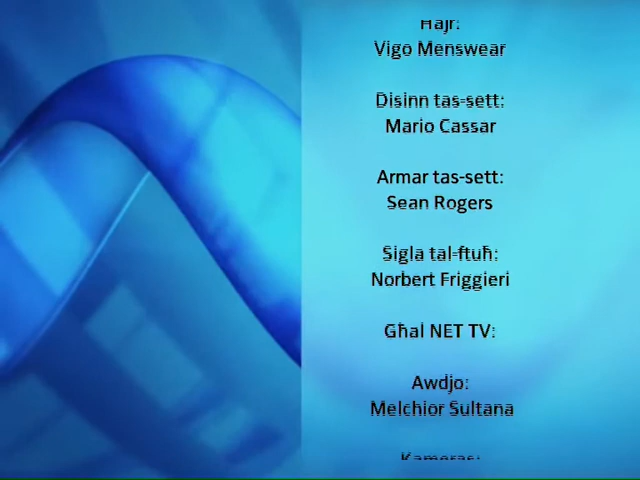 Ħajr:
Vigo Menswear
Disinn tas-sett:
Mario Cassar
Armar tas-sett:
Sean Rogers
Sigla tal-ftuħ:
Norbert Friggieri
Għal NET TV:
Awdjo:
Melchior Sultana
Kameras: